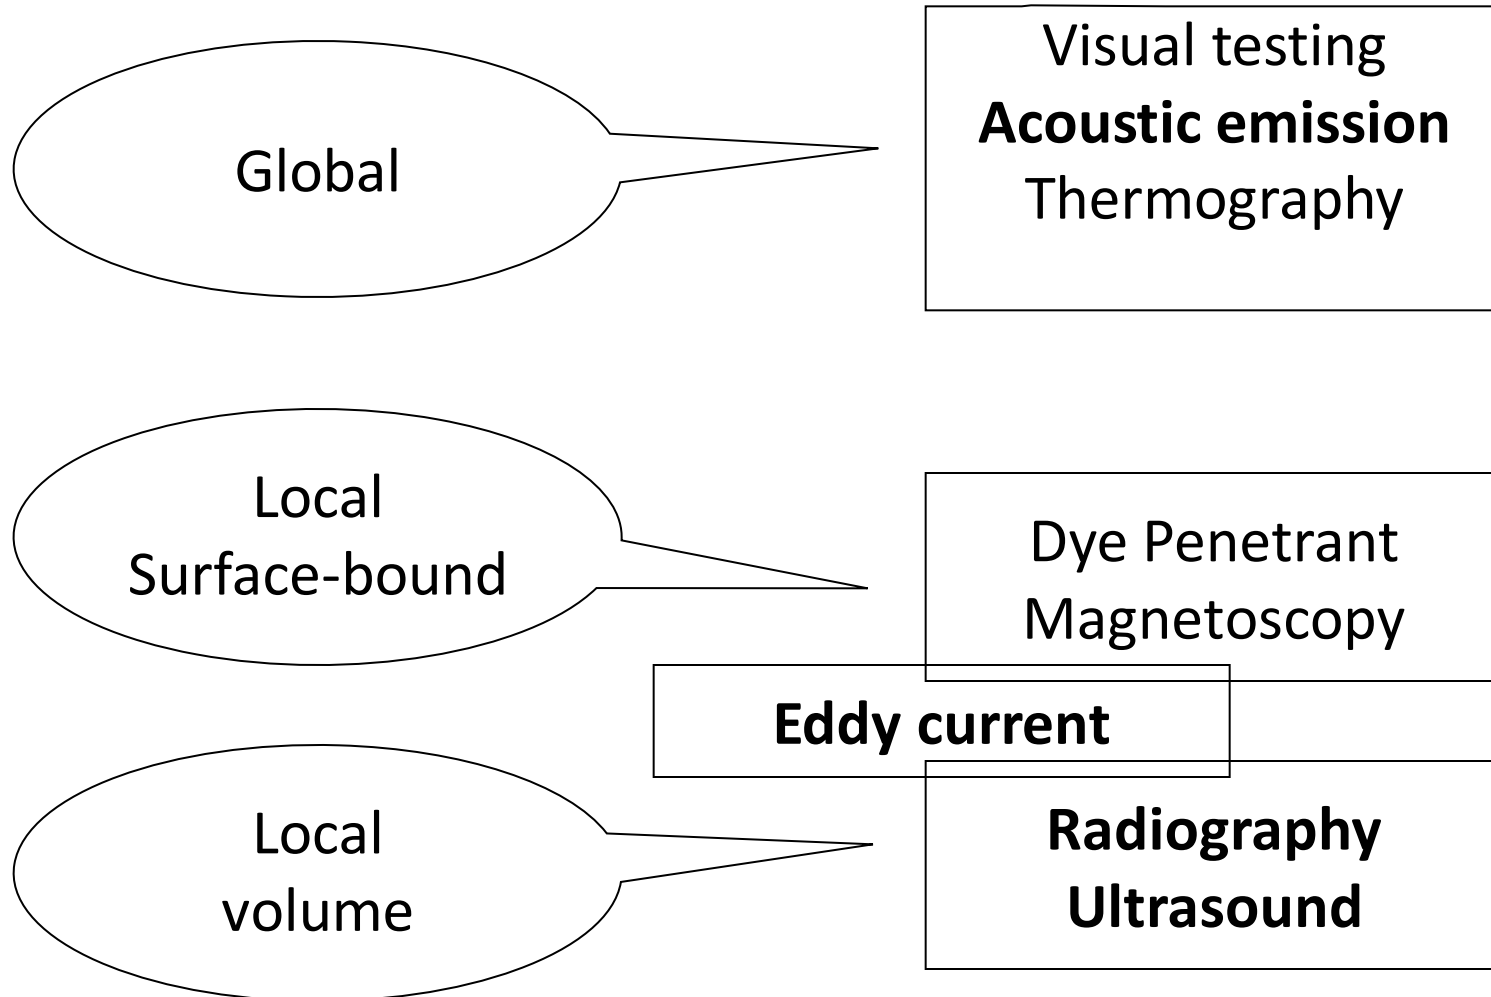 Global
Visual testing
Acoustic emission
Thermography
Local
Surface-bound
Dye Penetrant
Magnetoscopy
Eddy current
Local
volume
Radiography
Ultrasound